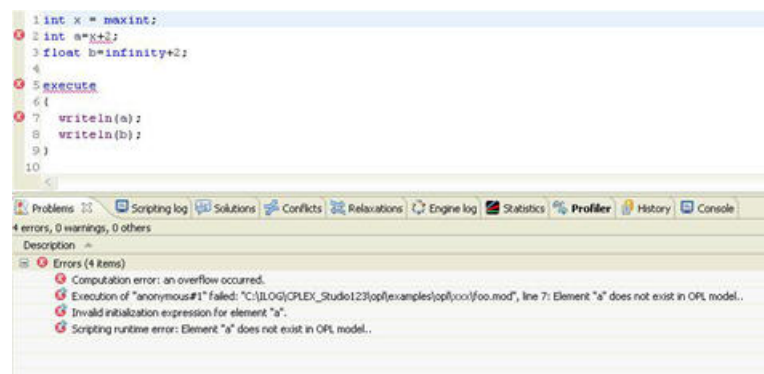 1 int x = maxint;
2 int a=x+2;
3 float b=infinity+2;
4
5 execute
6 {
7 writeln(a);
8 writeln(b);
9 }
10
Problems Scripting log Solutions Conflicts Relaxations Engine log Statistics Profiler History Console
4 errors, 0 warnings, 0 others
Description
Errors (4 items)
Computation error: an overflow occurred.
Execution of "anonymous#1" failed: "C:\ILOG\CPLEX_Studio123\opl\examples\opl\xxx\foo.mod", line 7: Element "a" does not exist in OPL model..
Invalid initialization expression for element "a".
Scripting runtime error: Element "a" does not exist in OPL model..